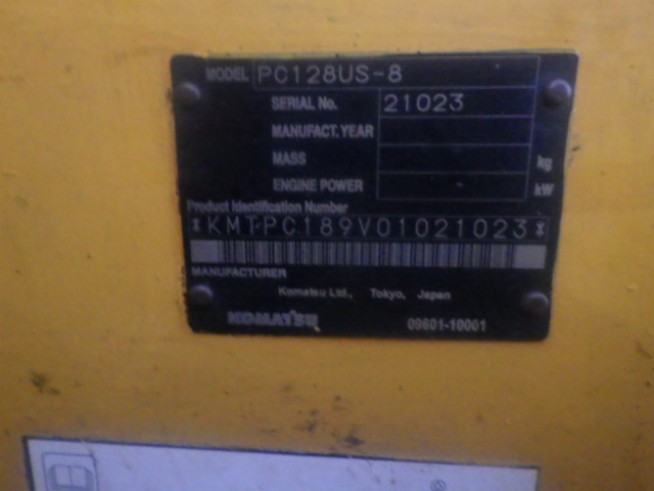 MODEL PC128US-8
SERIAL No. 21023
MANUFACT. YEAR
MASS kg
ENGINE POWER kW
Product Identification Number
*KMTPC189V01021023*
MANUFACTURER
Komatsu Ltd., Tokyo, Japan
KOMATSU 09601-10001